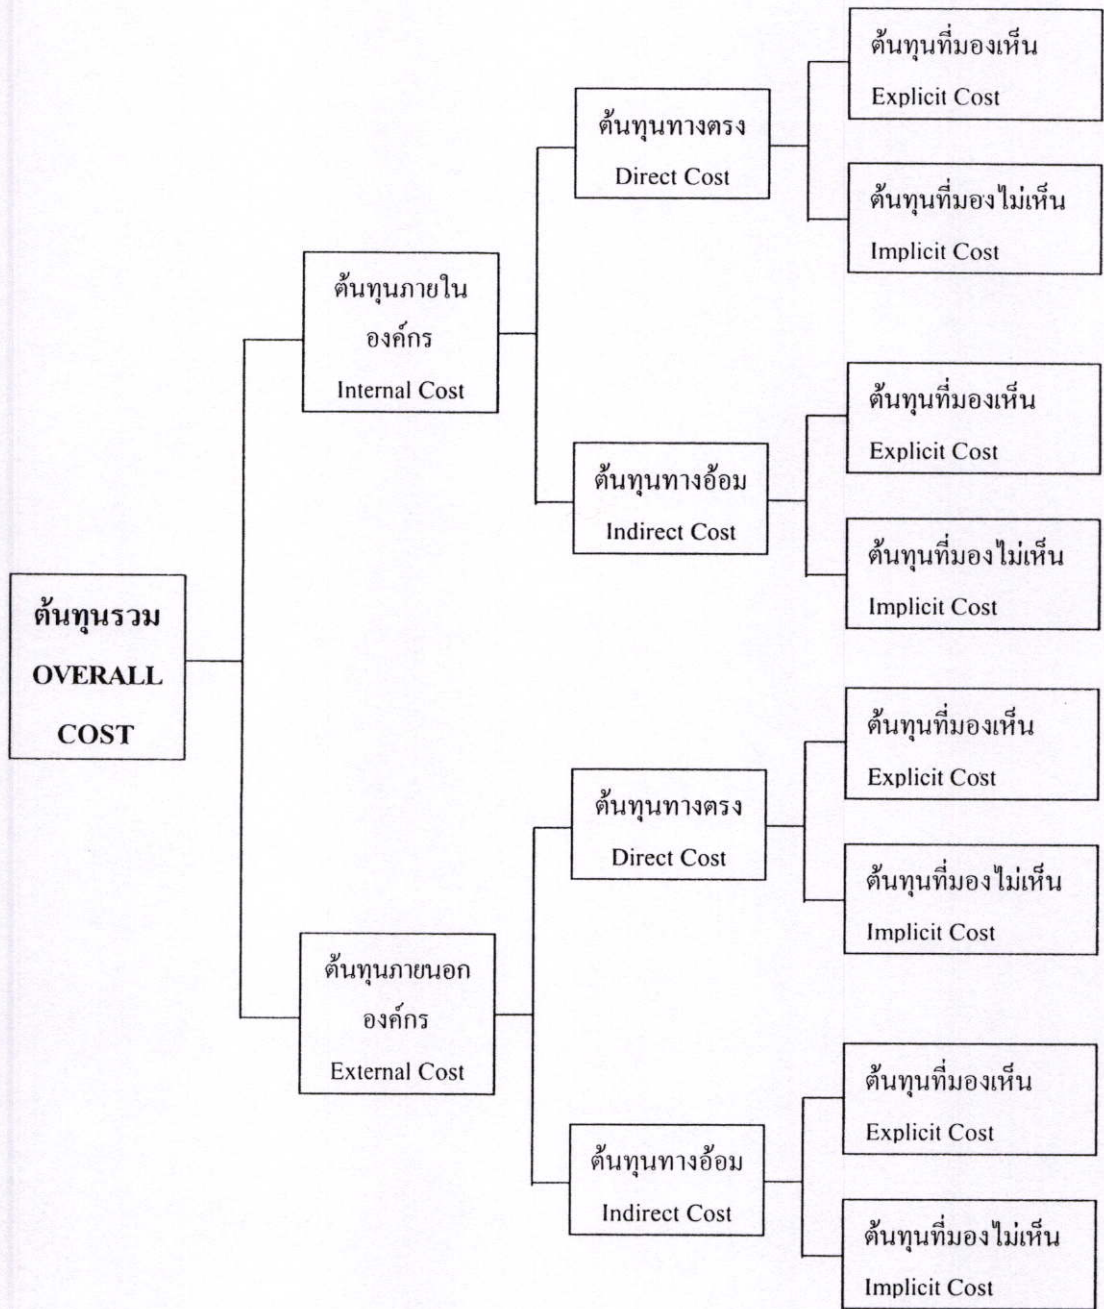 ต้นทุนรวม
OVERALL
COST
ต้นทุนภายใน
องค์กร
Internal Cost
ต้นทุนทางตรง
Direct Cost
ต้นทุนที่มองเห็น
Explicit Cost
ต้นทุนที่มองไม่เห็น
Implicit Cost
ต้นทุนทางอ้อม
Indirect Cost
ต้นทุนที่มองเห็น
Explicit Cost
ต้นทุนที่มองไม่เห็น
Implicit Cost
ต้นทุนภายนอก
องค์กร
External Cost
ต้นทุนทางตรง
Direct Cost
ต้นทุนที่มองเห็น
Explicit Cost
ต้นทุนที่มองไม่เห็น
Implicit Cost
ต้นทุนทางอ้อม
Indirect Cost
ต้นทุนที่มองเห็น
Explicit Cost
ต้นทุนที่มองไม่เห็น
Implicit Cost